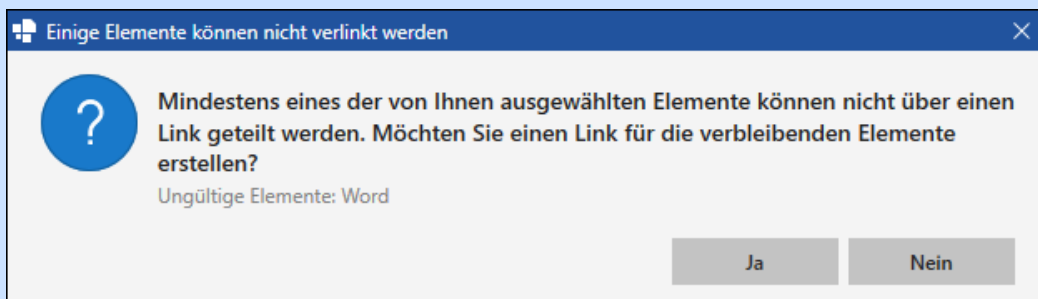 Einige Elemente können nicht verlinkt werden
Mindestens eines der von Ihnen ausgewählten Elemente können nicht über einen
Link geteilt werden. Möchten Sie einen Link für die verbleibenden Elemente
erstellen?
Ungültige Elemente: Word
Ja
Nein